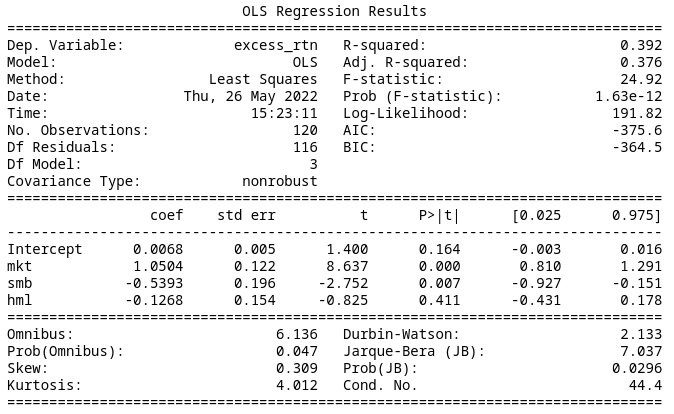 OLS Regression Results
==============================================================================
Dep. Variable:             excess_rtn   R-squared:                       0.392
Model:                            OLS   Adj. R-squared:                  0.376
Method:                 Least Squares   F-statistic:                     24.92
Date:                Thu, 26 May 2022   Prob (F-statistic):           1.63e-12
Time:                        15:23:11   Log-Likelihood:                 191.82
No. Observations:                 120   AIC:                            -375.6
Df Residuals:                     116   BIC:                            -364.5
Df Model:                           3
Covariance Type:            nonrobust
==============================================================================
                 coef    std err          t      P>|t|      [0.025      0.975]
------------------------------------------------------------------------------
Intercept      0.0068      0.005      1.400      0.164      -0.003       0.016
mkt            1.0504      0.122      8.637      0.000       0.810       1.291
smb           -0.5393      0.196     -2.752      0.007      -0.927      -0.151
hml           -0.1268      0.154     -0.825      0.411      -0.431       0.178
==============================================================================
Omnibus:                        6.136   Durbin-Watson:                   2.133
Prob(Omnibus):                  0.047   Jarque-Bera (JB):                7.037
Skew:                           0.309   Prob(JB):                       0.0296
Kurtosis:                       4.012   Cond. No.                         44.4
==============================================================================